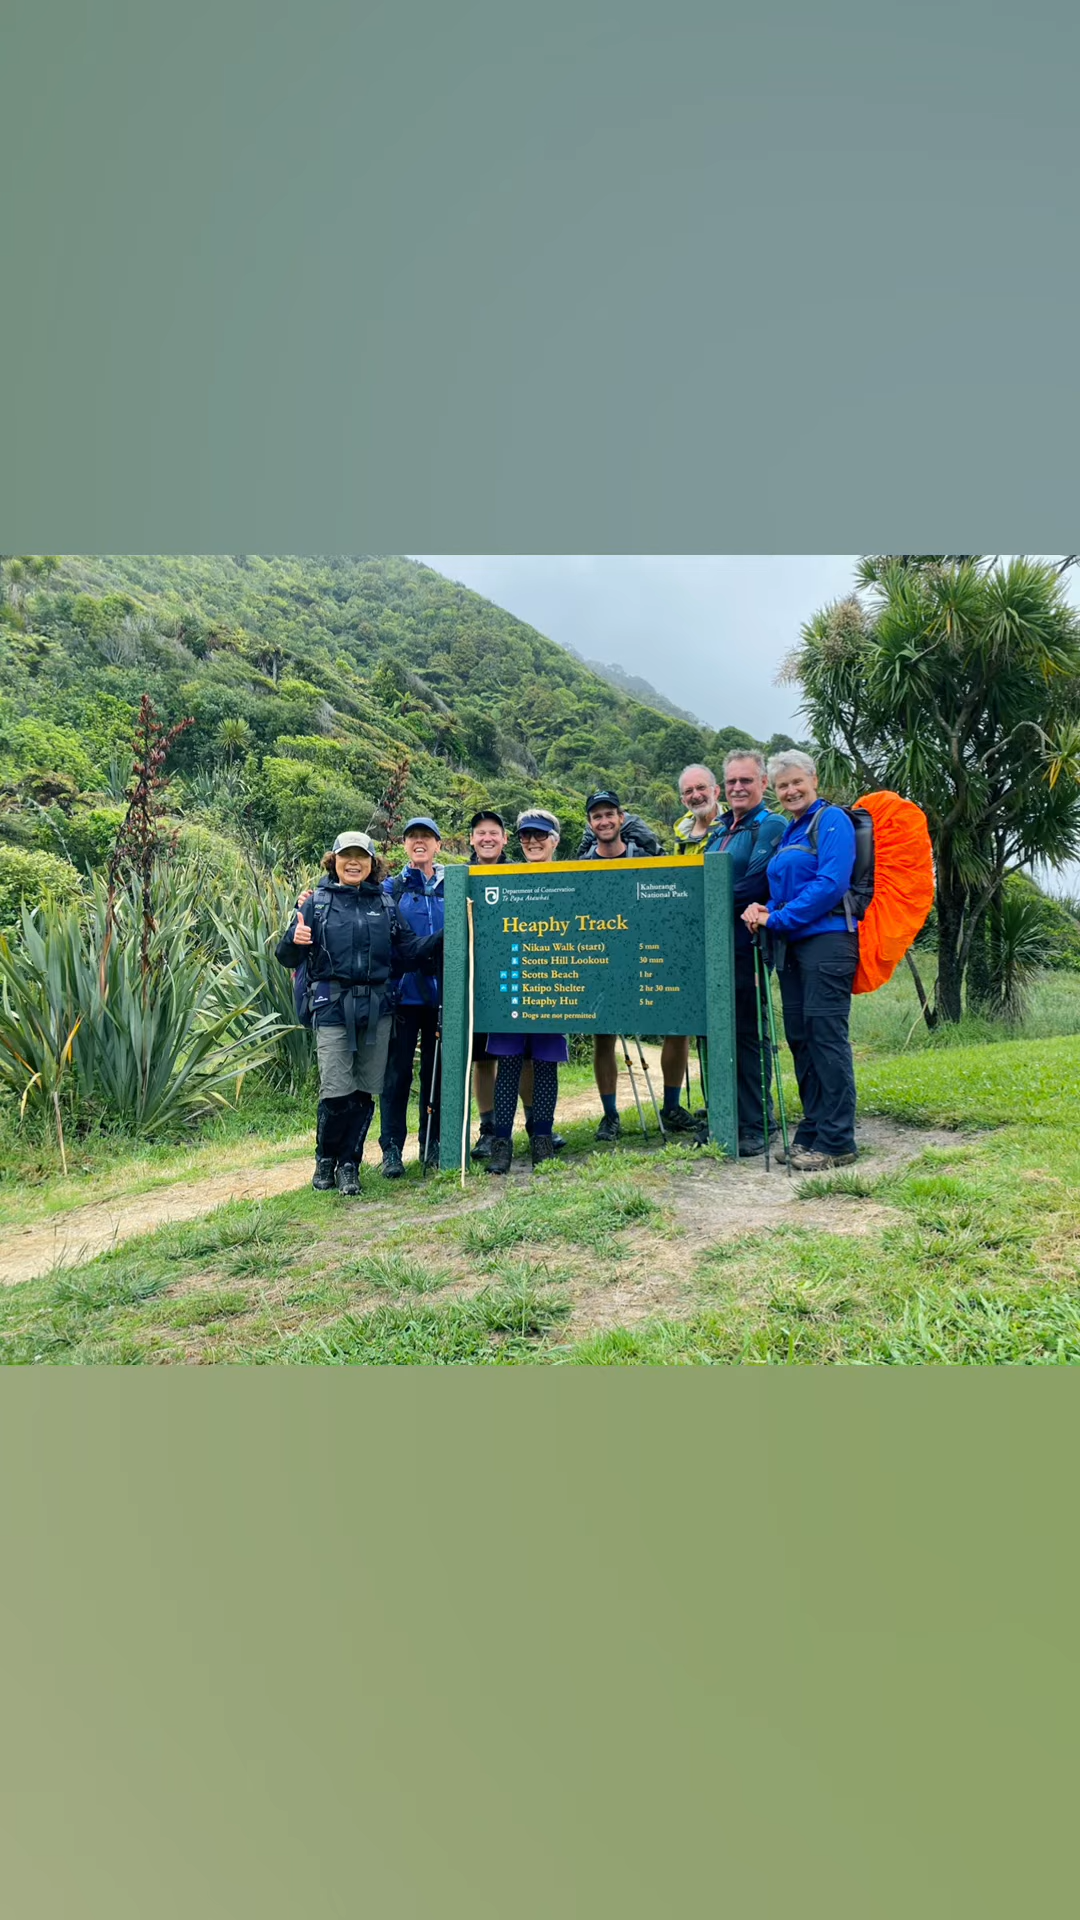 Department of Conservation
Te Papa Atawhai
Kahurangi
National Park
Heaphy Track
Nikau Walk (start) 5 min
Scotts Hill Lookout 30 min
Scotts Beach 1 hr
Katipo Shelter 2 hr 30 min
Heaphy Hut 5 hr
Dogs are not permitted